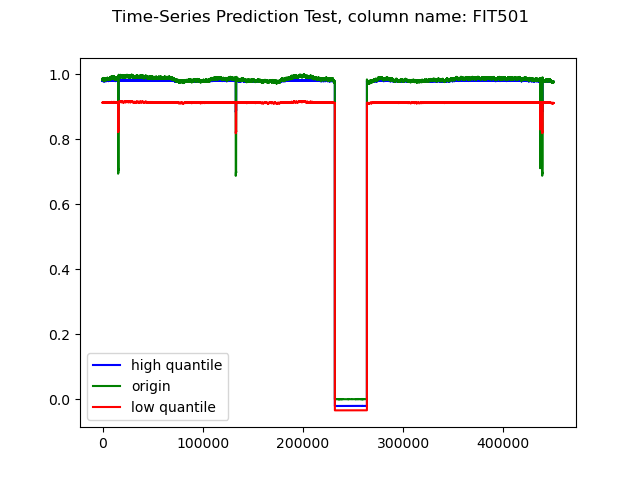 Time-Series Prediction Test, column name: FIT501
1.0
0.8
0.6
0.4
0.2
0.0
high quantile
origin
low quantile
0
100000
200000
300000
400000